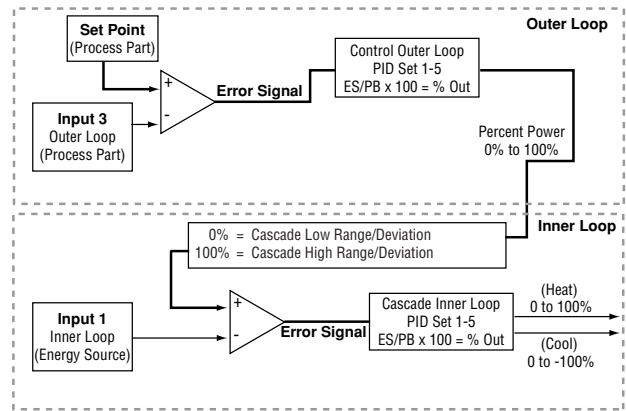 Outer Loop
Set Point
(Process Part)
+
-
Error Signal
Control Outer Loop
PID Set 1-5
ES/PB x 100 = % Out
Input 3
Outer Loop
(Process Part)
Percent Power
0% to 100%
Inner Loop
0% = Cascade Low Range/Deviation
100% = Cascade High Range/Deviation
Input 1
Inner Loop
(Energy Source)
+
-
Error Signal
Cascade Inner Loop
PID Set 1-5
ES/PB x 100 = % Out
(Heat)
0 to 100%
(Cool)
0 to -100%